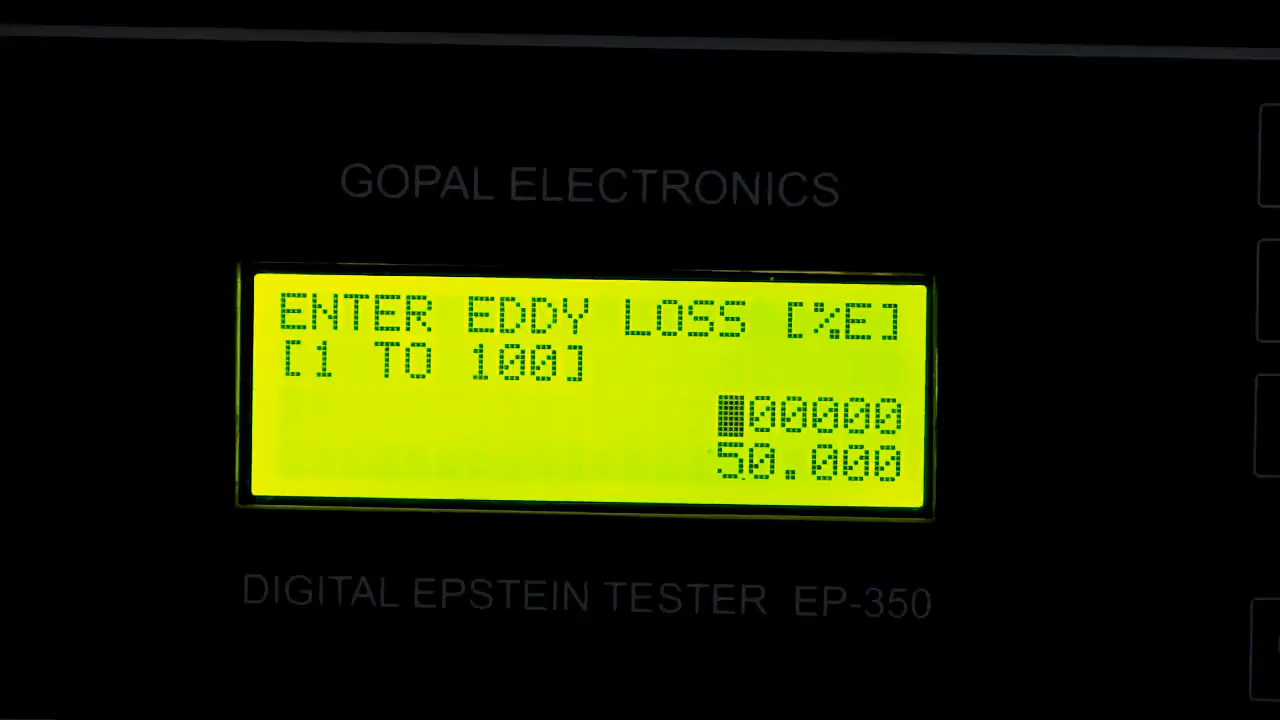 GOPAL ELECTRONICS
ENTER EDDY LOSS [%E]
[1 TO 100]
█00000
50.000
DIGITAL EPSTEIN TESTER EP-350